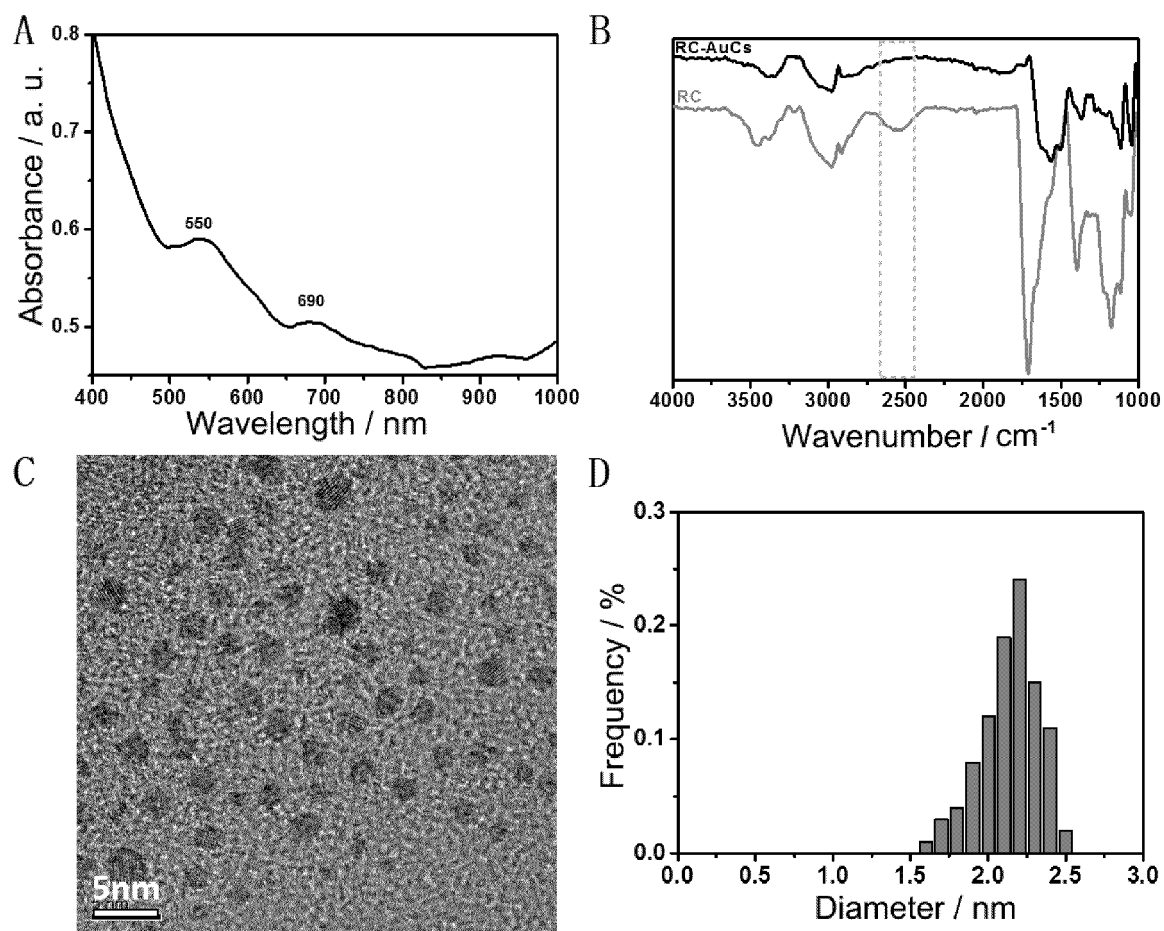 A
0.8
0.7
0.6
0.5
Absorbance / a. u.
550
690
400 500 600 700 800 900 1000
Wavelength / nm
B
RC-AuCs
RC
4000 3500 3000 2500 2000 1500 1000
Wavenumber / cm-1
C
5nm
D
0.3
0.2
0.1
0.0
Frequency / %
0.0 0.5 1.0 1.5 2.0 2.5 3.0
Diameter / nm